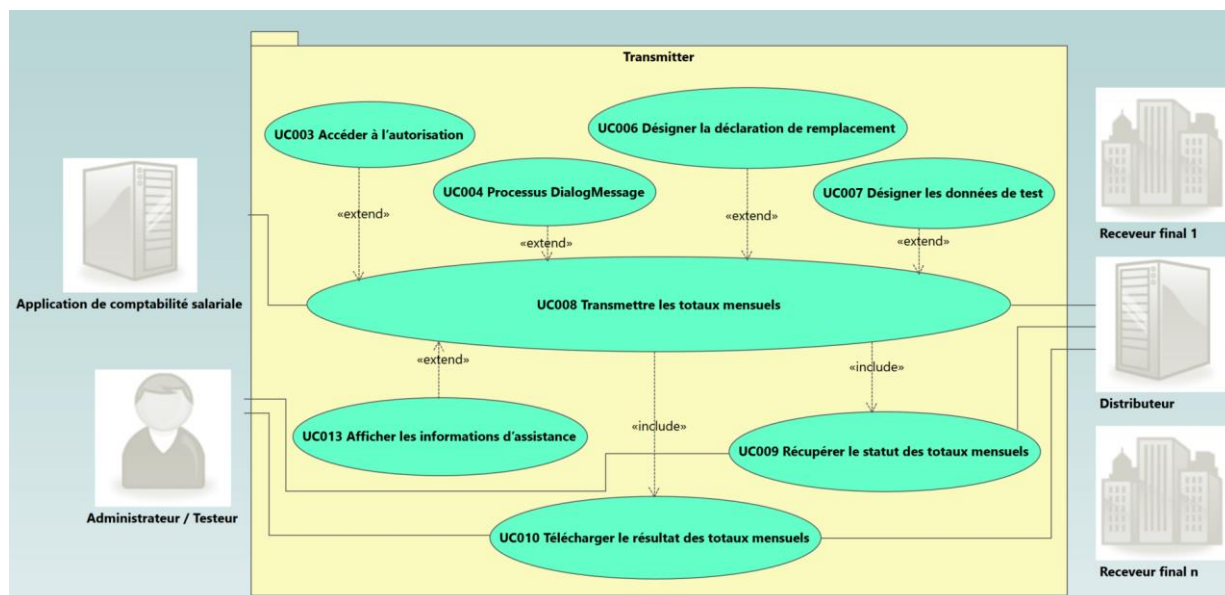 Transmitter
UC003 Accéder à l'autorisation
UC006 Désigner la déclaration de remplacement
UC004 Processus DialogMessage
UC007 Désigner les données de test
«extend»
«extend»
«extend»
«extend»
Receveur final 1
Application de comptabilité salariale
UC008 Transmettre les totaux mensuels
«extend»
«include»
«include»
Distributeur
UC013 Afficher les informations d'assistance
UC009 Récupérer le statut des totaux mensuels
Administrateur / Testeur
UC010 Télécharger le résultat des totaux mensuels
Receveur final n